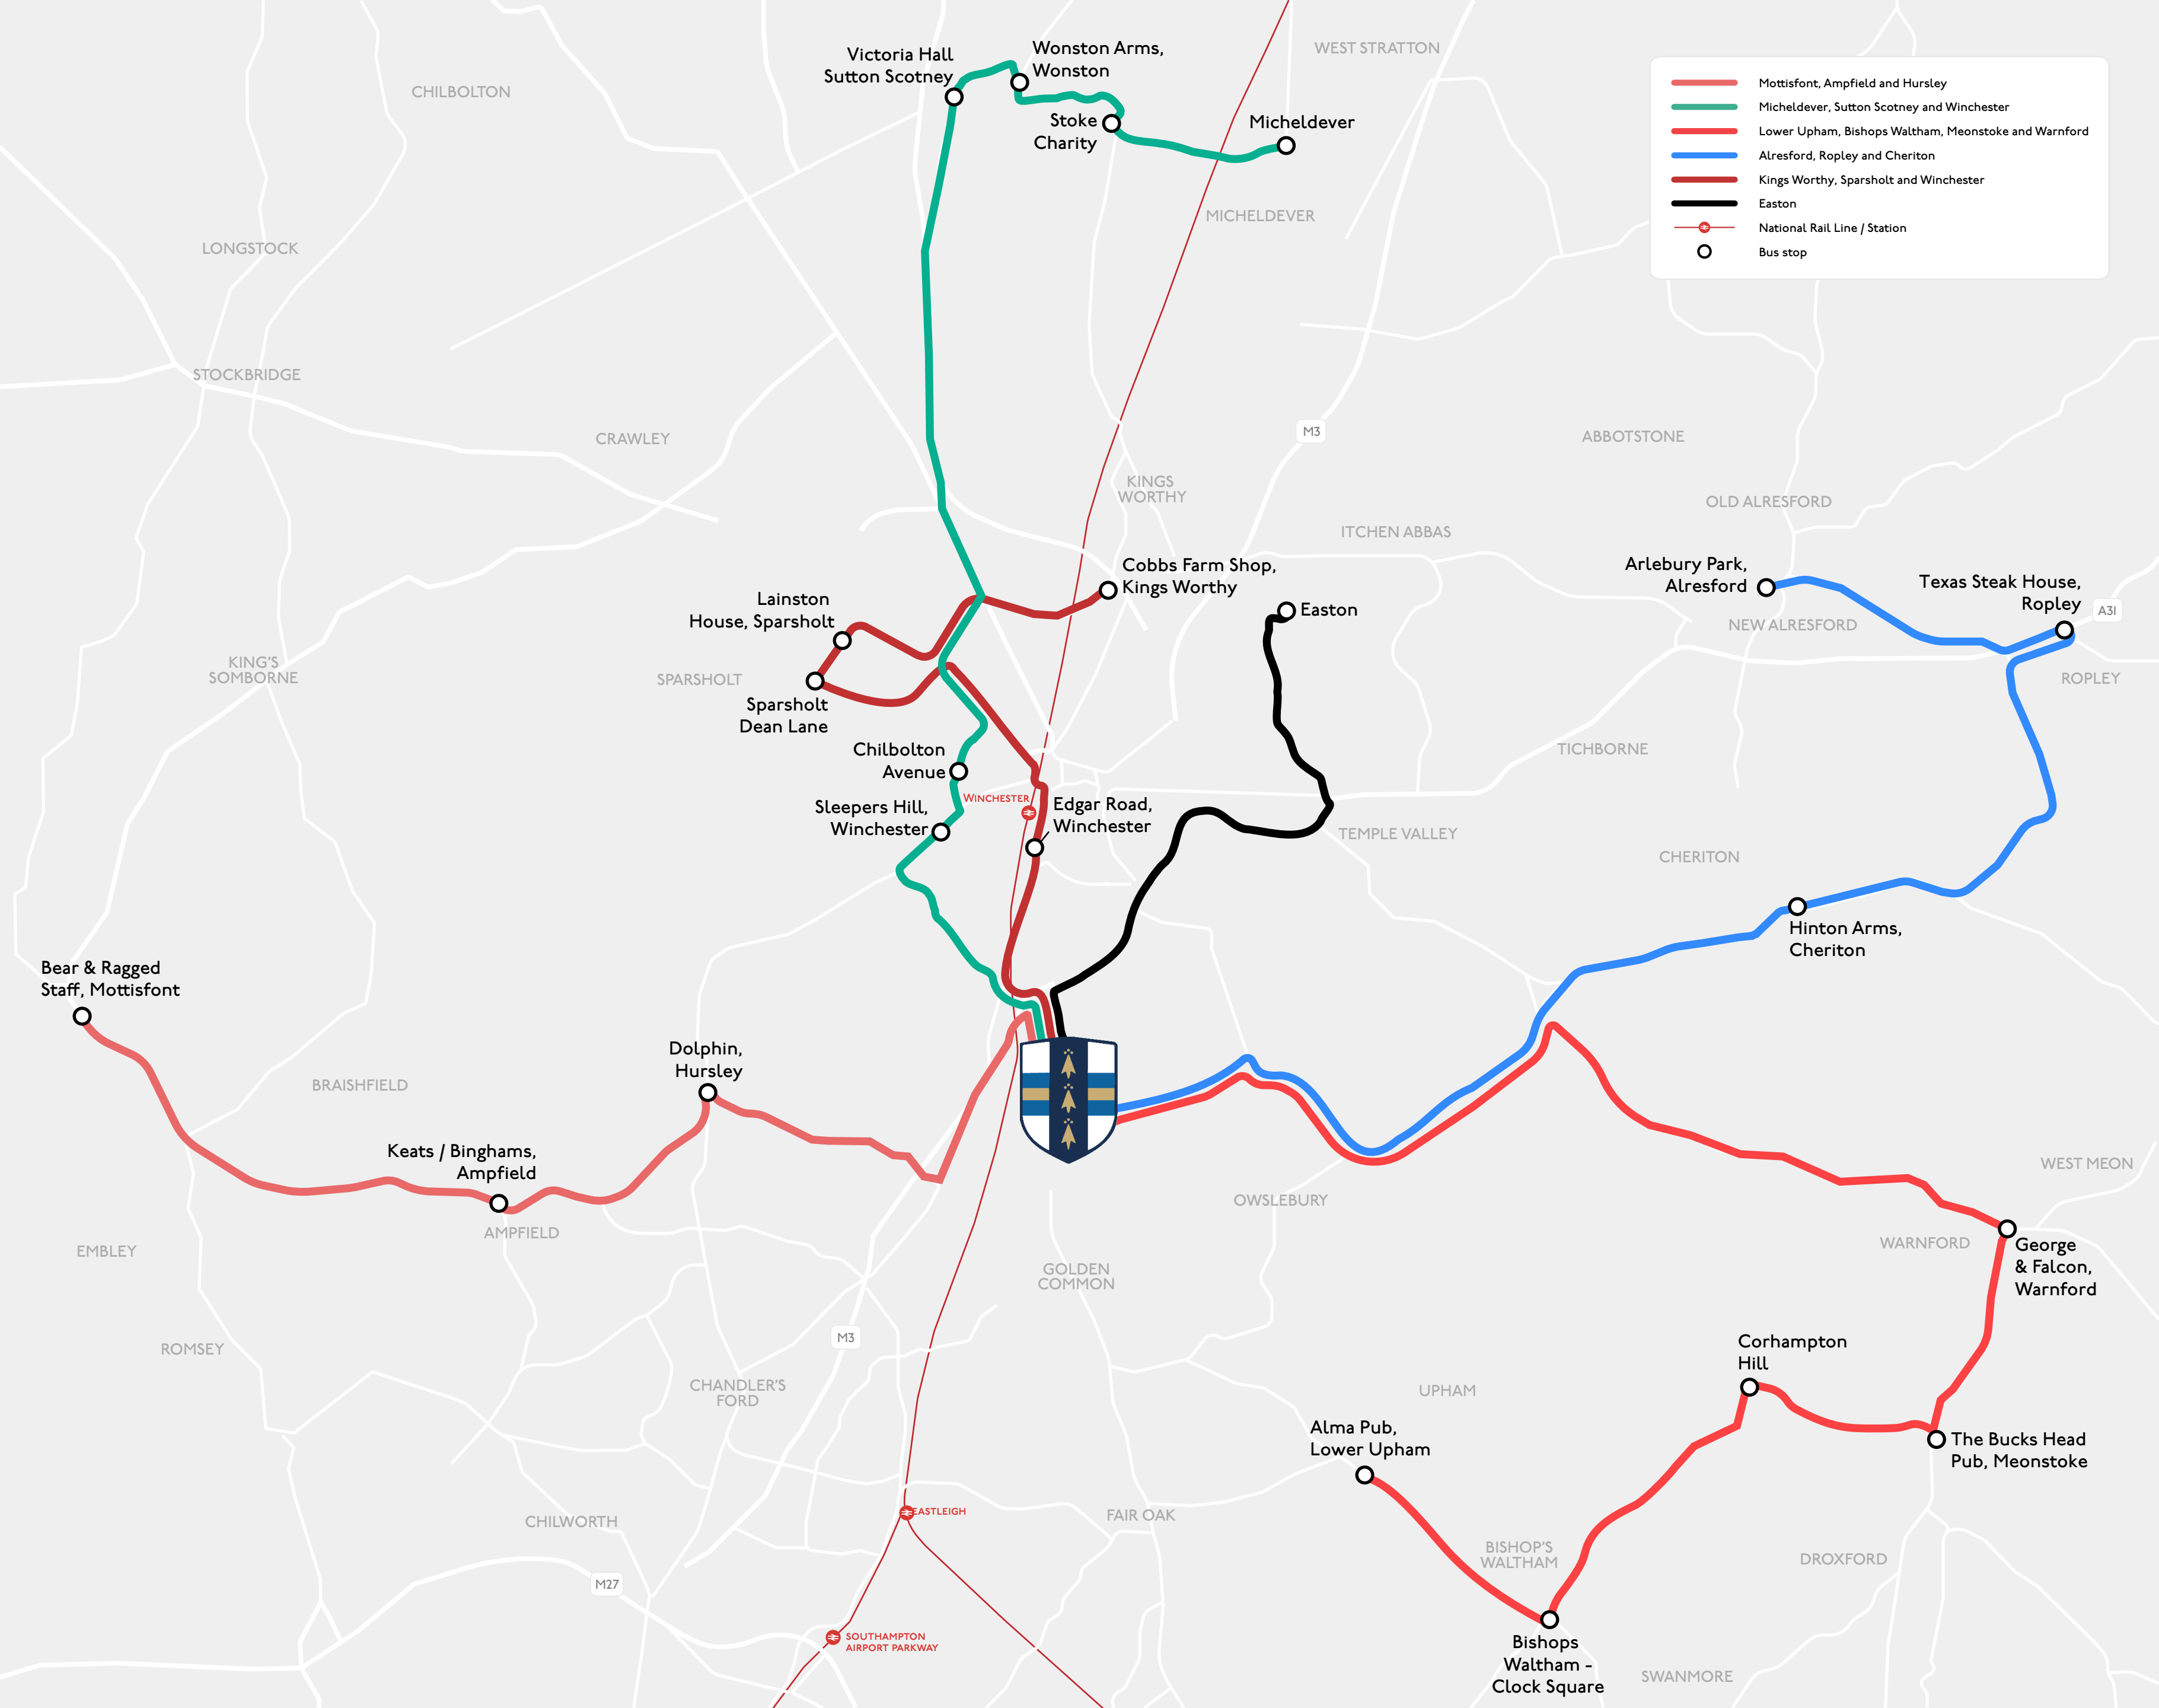 Victoria Hall
Sutton Scotney
Wonston Arms,
Wonston
WEST STRATTON
CHILBOLTON
Mottisfont, Ampfield and Hursley
Micheldever, Sutton Scotney and Winchester
Lower Upham, Bishops Waltham, Meonstoke and Warnford
Alresford, Ropley and Cheriton
Kings Worthy, Sparsholt and Winchester
Easton
National Rail Line / Station
Bus stop
Stoke
Charity
Micheldever
MICHELDEVER
LONGSTOCK
STOCKBRIDGE
CRAWLEY
M3
ABBOTSTONE
KINGS
WORTHY
OLD ALRESFORD
ITCHEN ABBAS
Cobbs Farm Shop,
Kings Worthy
Arlebury Park,
Alresford
Texas Steak House,
Ropley
A31
Lainston
House, Sparsholt
Easton
NEW ALRESFORD
KING'S
SOMBORNE
SPARSHOLT
ROPLEY
Sparsholt
Dean Lane
Chilbolton
Avenue
TICHBORNE
WINCHESTER
Sleepers Hill,
Winchester
Edgar Road,
Winchester
TEMPLE VALLEY
CHERITON
Hinton Arms,
Cheriton
Bear & Ragged
Staff, Mottisfont
Dolphin,
Hursley
BRAISHFIELD
Keats / Binghams,
Ampfield
WEST MEON
OWSLEBURY
AMPFIELD
EMBLEY
WARNFORD
George
& Falcon,
Warnford
GOLDEN
COMMON
M3
ROMSEY
Corhampton
Hill
CHANDLER'S
FORD
UPHAM
Alma Pub,
Lower Upham
The Bucks Head
Pub, Meonstoke
EASTLEIGH
FAIR OAK
CHILWORTH
BISHOP'S
WALTHAM
DROXFORD
M27
SOUTHAMPTON
AIRPORT PARKWAY
Bishops
Waltham -
Clock Square
SWANMORE